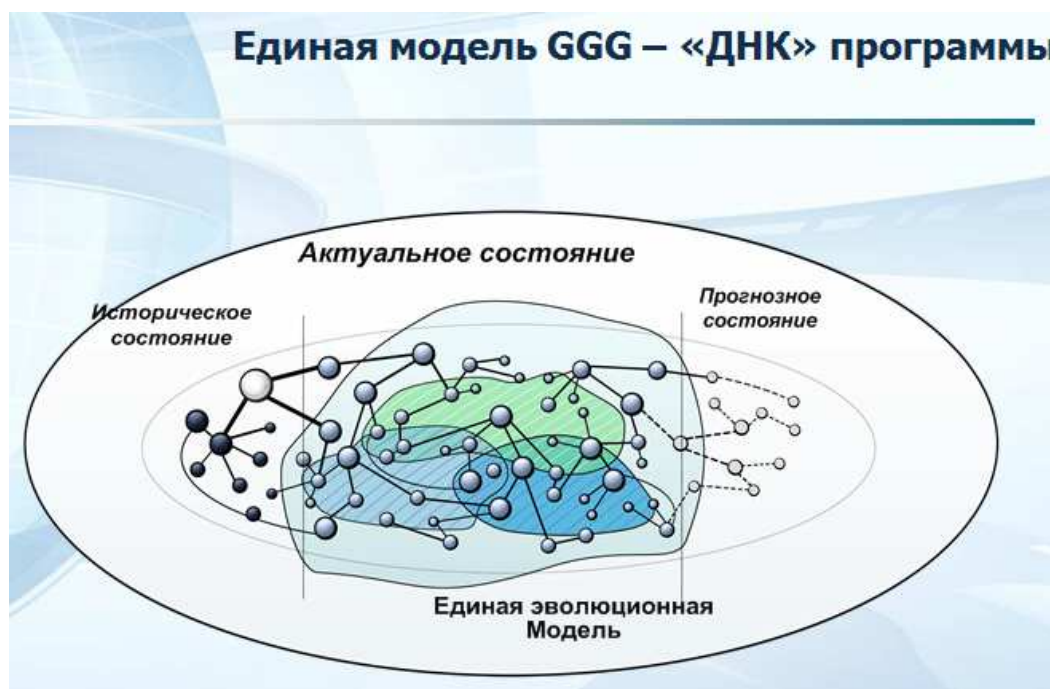 Единая модель GGG – «ДНК» программы
Актуальное состояние
Историческое
состояние
Прогнозное
состояние
Единая эволюционная
Модель